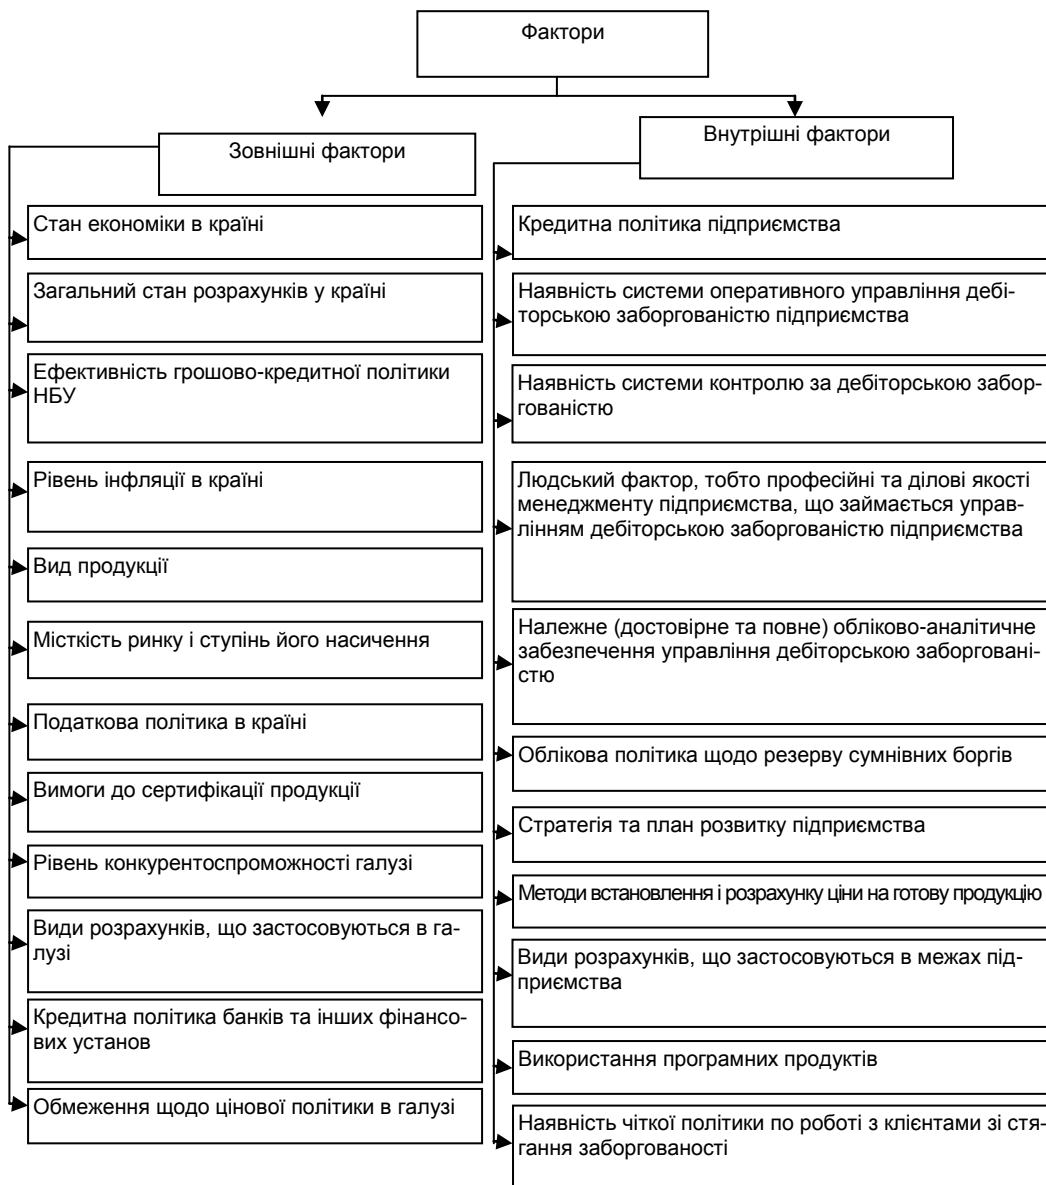 Фактори
Зовнішні фактори
Стан економіки в країні
Загальний стан розрахунків у країні
Ефективність грошово-кредитної політики
НБУ
Рівень інфляції в країні
Вид продукції
Місткість ринку і ступінь його насичення
Податкова політика в країні
Вимоги до сертифікації продукції
Рівень конкурентоспроможності галузі
Види розрахунків, що застосовуються в га-
лузі
Кредитна політика банків та інших фінансо-
вих установ
Обмеження щодо цінової політики в галузі
Внутрішні фактори
Кредитна політика підприємства
Наявність системи оперативного управління дебі-
торською заборгованістю підприємства
Наявність системи контролю за дебіторською забор-
гованістю
Людський фактор, тобто професійні та ділові якості
менеджменту підприємства, що займається управ-
лінням дебіторською заборгованістю підприємства
Належне (достовірне та повне) обліково-аналітичне
забезпечення управління дебіторською заборговані-
стю
Облікова політика щодо резерву сумнівних боргів
Стратегія та план розвитку підприємства
Методи встановлення і розрахунку ціни на готову продукцію
Види розрахунків, що застосовуються в межах під-
приємства
Використання програмних продуктів
Наявність чіткої політики по роботі з клієнтами зі стя-
гання заборгованості